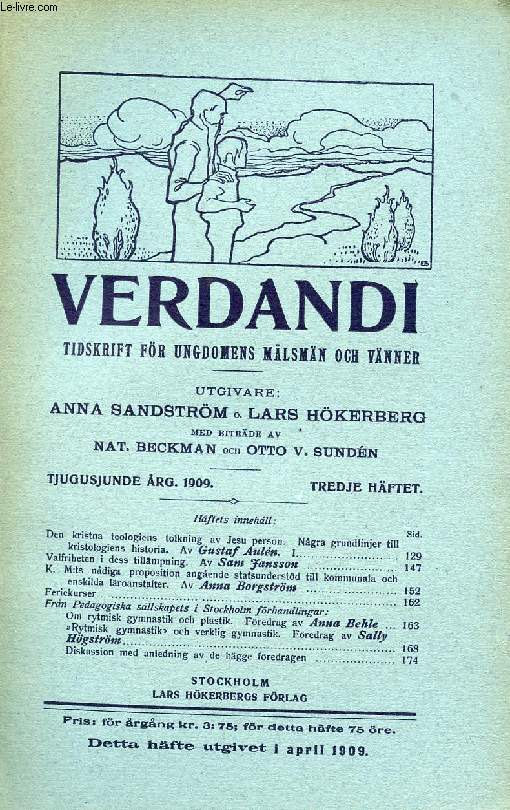 Le-livre.com
VERDANDI
TIDSKRIFT FÖR UNGDOMENS MÅLSMÄN OCH VÄNNER
UTGIVARE:
ANNA SANDSTRÖM o. LARS HÖKERBERG
MED BITRÄDE AV
NAT. BECKMAN OCH OTTO V. SUNDÉN
TJUGUSJUNDE ÅRG. 1909. TREDJE HÄFTET.
Häftets innehåll:
Sid.
Den kristna teologiens tolkning av Jesu person. Några grundlinjer till
kristologiens historia. Av Gustaf Aulén. I. 129
Valfriheten i dess tillämpning. Av Sam Jansson 147
K. M:ts nådiga proposition angående statsunderstöd till kommunala och
enskilda läroanstalter. Av Anna Borgström 152
Feriekurser 162
Från Pedagogiska sällskapets i Stockholm förhandlingar:
Om rytmisk gymnastik och plastik. Föredrag av Anna Behle 163
»Rytmisk gymnastik» och verklig gymnastik. Föredrag av Sally
Högström 168
Diskussion med anledning av de bägge föredragen 174
STOCKHOLM
LARS HÖKERBERGS FÖRLAG
Pris: för årgång kr. 3: 75; för detta häfte 75 öre.
Detta häfte utgivet i april 1909.